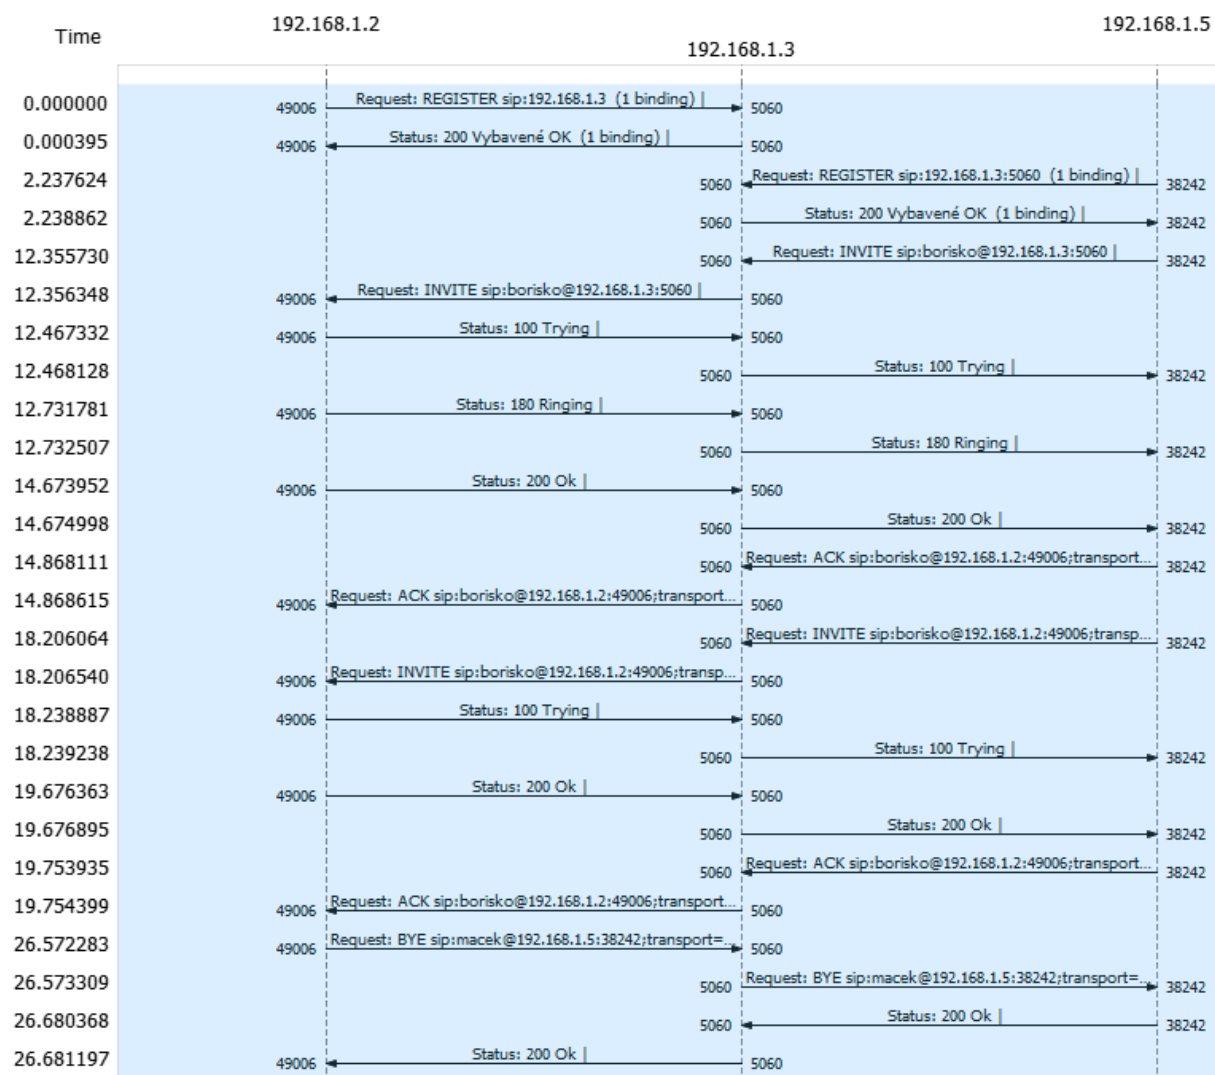 Time 192.168.1.2 192.168.1.3 192.168.1.5
0.000000 49006 Request: REGISTER sip:192.168.1.3 (1 binding) | 5060
0.000395 49006 Status: 200 Vybavené OK (1 binding) | 5060
2.237624 5060 Request: REGISTER sip:192.168.1.3:5060 (1 binding) | 38242
2.238862 5060 Status: 200 Vybavené OK (1 binding) | 38242
12.355730 5060 Request: INVITE sip:borisko@192.168.1.3:5060 | 38242
12.356348 49006 Request: INVITE sip:borisko@192.168.1.3:5060 | 5060
12.467332 49006 Status: 100 Trying | 5060
12.468128 5060 Status: 100 Trying | 38242
12.731781 49006 Status: 180 Ringing | 5060
12.732507 5060 Status: 180 Ringing | 38242
14.673952 49006 Status: 200 Ok | 5060
14.674998 5060 Status: 200 Ok | 38242
14.868111 5060 Request: ACK sip:borisko@192.168.1.2:49006;transport... 38242
14.868615 49006 Request: ACK sip:borisko@192.168.1.2:49006;transport... 5060
18.206064 5060 Request: INVITE sip:borisko@192.168.1.2:49006;transp... 38242
18.206540 49006 Request: INVITE sip:borisko@192.168.1.2:49006;transp... 5060
18.238887 49006 Status: 100 Trying | 5060
18.239238 5060 Status: 100 Trying | 38242
19.676363 49006 Status: 200 Ok | 5060
19.676895 5060 Status: 200 Ok | 38242
19.753935 5060 Request: ACK sip:borisko@192.168.1.2:49006;transport... 38242
19.754399 49006 Request: ACK sip:borisko@192.168.1.2:49006;transport... 5060
26.572283 49006 Request: BYE sip:macek@192.168.1.5:38242;transport=... 5060
26.573309 5060 Request: BYE sip:macek@192.168.1.5:38242;transport=... 38242
26.680368 5060 Status: 200 Ok | 38242
26.681197 49006 Status: 200 Ok | 5060